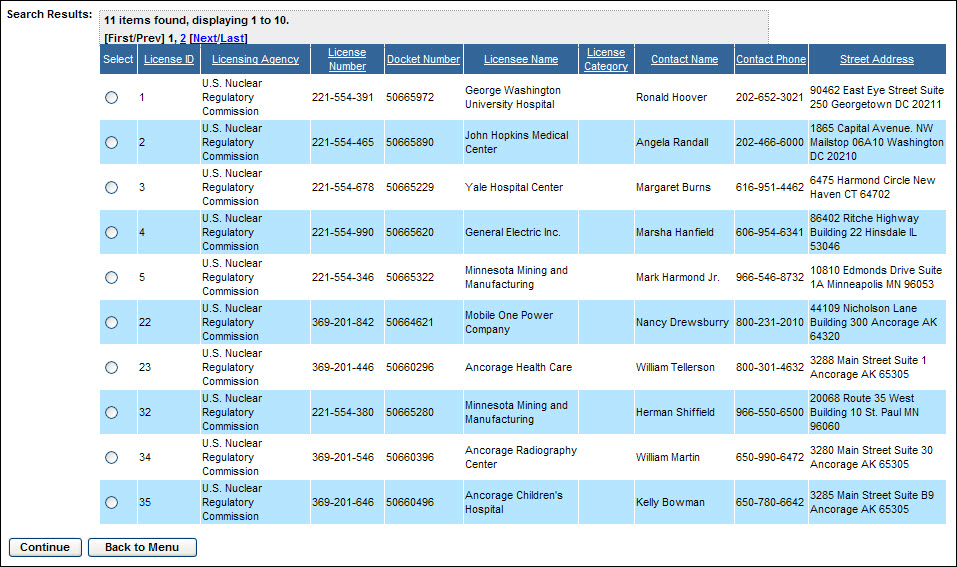 Search Results:
11 items found, displaying 1 to 10.
[First/Prev] 1, 2 [Next/Last]
Select License ID Licensing Agency License Number Docket Number Licensee Name License Category Contact Name Contact Phone Street Address
1 U.S. Nuclear Regulatory Commission 221-554-391 50665972 George Washington University Hospital Ronald Hoover 202-652-3021 90462 East Eye Street Suite 250 Georgetown DC 20211
2 U.S. Nuclear Regulatory Commission 221-554-465 50665890 John Hopkins Medical Center Angela Randall 202-466-6000 1865 Capital Avenue. NW Mailstop 06A10 Washington DC 20210
3 U.S. Nuclear Regulatory Commission 221-554-678 50665229 Yale Hospital Center Margaret Burns 616-951-4462 6475 Harmond Circle New Haven CT 64702
4 U.S. Nuclear Regulatory Commission 221-554-990 50665620 General Electric Inc. Marsha Hanfield 606-954-6341 86402 Ritche Highway Building 22 Hinsdale IL 53046
5 U.S. Nuclear Regulatory Commission 221-554-346 50665322 Minnesota Mining and Manufacturing Mark Harmond Jr. 966-546-8732 10810 Edmonds Drive Suite 1A Minneapolis MN 96053
22 U.S. Nuclear Regulatory Commission 369-201-842 50664621 Mobile One Power Company Nancy Drewsburry 800-231-2010 44109 Nicholson Lane Building 300 Ancorage AK 64320
23 U.S. Nuclear Regulatory Commission 369-201-446 50660296 Ancorage Health Care William Tellerson 800-301-4632 3288 Main Street Suite 1 Ancorage AK 65305
32 U.S. Nuclear Regulatory Commission 221-554-380 50665280 Minnesota Mining and Manufacturing Herman Shiffield 966-550-6500 20068 Route 35 West Building 10 St. Paul MN 96060
34 U.S. Nuclear Regulatory Commission 369-201-546 50660396 Ancorage Radiography Center William Martin 650-990-6472 3280 Main Street Suite 30 Ancorage AK 65305
35 U.S. Nuclear Regulatory Commission 369-201-646 50660496 Ancorage Children's Hospital Kelly Bowman 650-780-6642 3285 Main Street Suite B9 Ancorage AK 65305
Continue Back to Menu